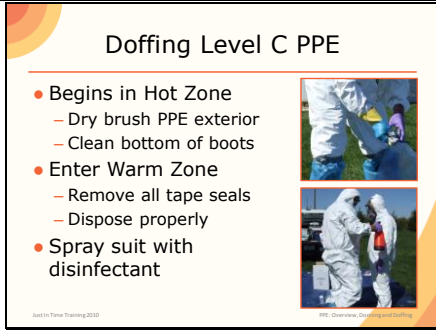 Doffing Level C PPE
• Begins in Hot Zone
– Dry brush PPE exterior
– Clean bottom of boots
• Enter Warm Zone
– Remove all tape seals
– Dispose properly
• Spray suit with
disinfectant
Just In Time Training 2010
PPE: Overview, Donning and Doffing